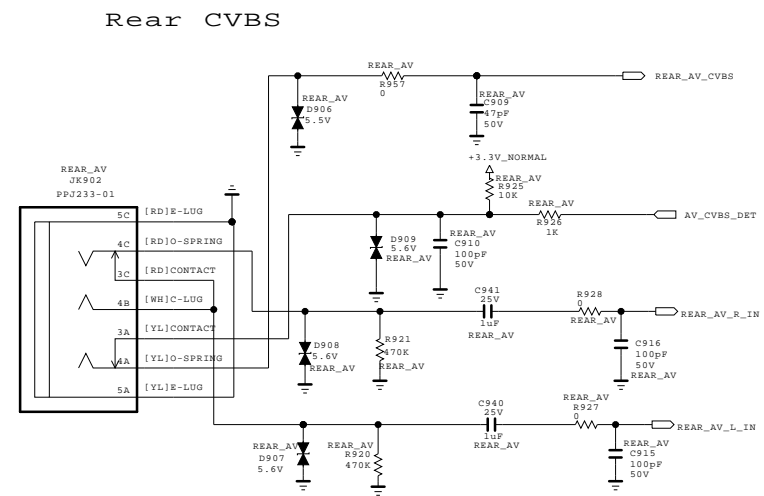 Rear CVBS
REAR_AV
R957
0
REAR_AV_CVBS
REAR_AV
D906
5.5V
REAR_AV
C909
47pF
50V
+3.3V_NORMAL
REAR_AV
R925
10K
REAR_AV
R926
1K
AV_CVBS_DET
REAR_AV
JK902
PPJ233-01
5C
[RD]E-LUG
4C
[RD]O-SPRING
3C
[RD]CONTACT
4B
[WH]C-LUG
3A
[YL]CONTACT
4A
[YL]O-SPRING
5A
[YL]E-LUG
D909
5.6V
REAR_AV
REAR_AV
C910
100pF
50V
C941
25V
1uF
REAR_AV
R928
0
REAR_AV
REAR_AV_R_IN
D908
5.6V
REAR_AV
R921
470K
REAR_AV
C916
100pF
50V
REAR_AV
C940
25V
1uF
REAR_AV
REAR_AV
R927
0
REAR_AV_L_IN
REAR_AV
D907
5.6V
REAR_AV
R920
470K
REAR_AV
C915
100pF
50V